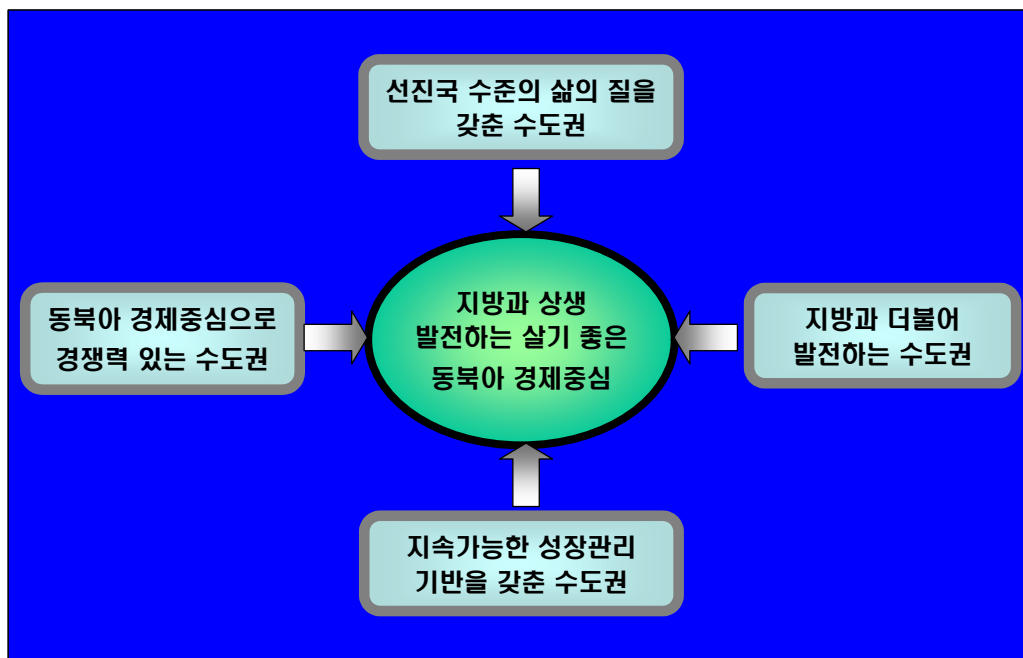 선진국 수준의 삶의 질을
갖춘 수도권
동북아 경제중심으로
경쟁력 있는 수도권
지방과 상생
발전하는 살기 좋은
동북아 경제중심
지방과 더불어
발전하는 수도권
지속가능한 성장관리
기반을 갖춘 수도권